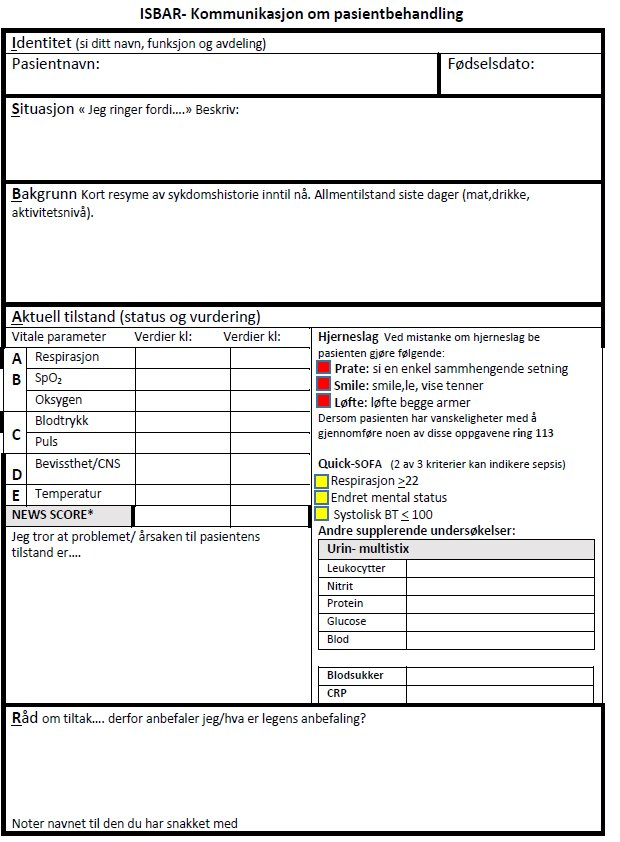 ISBAR- Kommunikasjon om pasientbehandling
Identitet (si ditt navn, funksjon og avdeling)
Pasientnavn:
Fødselsdato:
Situasjon « Jeg ringer fordi….» Beskriv:
Bakgrunn Kort resyme av sykdomshistorie inntil nå. Allmentilstand siste dager (mat,drikke,
aktivitetsnivå).
Aktuell tilstand (status og vurdering)
Vitale parameter Verdier kl: Verdier kl:
A Respirasjon
B SpO₂
Oksygen
C Blodtrykk
Puls
D Bevissthet/CNS
E Temperatur
NEWS SCORE*
Jeg tror at problemet/ årsaken til pasientens
tilstand er….
Hjerneslag Ved mistanke om hjerneslag be
pasienten gjøre følgende:
Prate: si en enkel sammhengende setning
Smile: smile,le, vise tenner
Løfte: løfte begge armer
Dersom pasienten har vanskeligheter med å
gjennomføre noen av disse oppgavene ring 113
Quick-SOFA (2 av 3 kriterier kan indikere sepsis)
Respirasjon ≥22
Endret mental status
Systolisk BT ≤ 100
Andre supplerende undersøkelser:
Urin- multistix
Leukocytter
Nitrit
Protein
Glucose
Blod
Blodsukker
CRP
Råd om tiltak…. derfor anbefaler jeg/hva er legens anbefaling?
Noter navnet til den du har snakket med